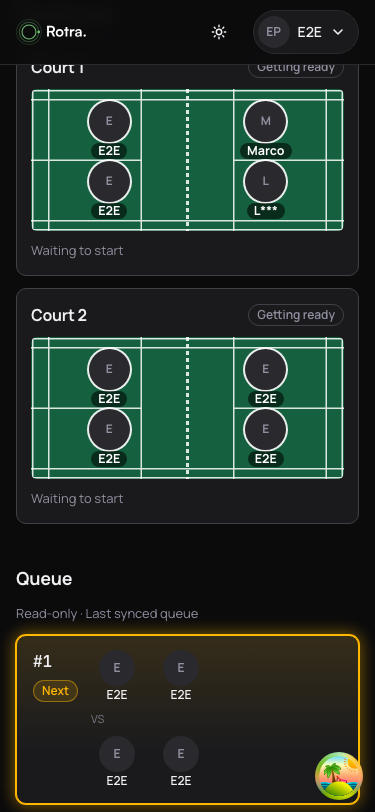 Rotra.
EP E2E
Court 1 Getting ready
E M
E2E Marco
E L
E2E L***
Waiting to start
Court 2 Getting ready
E E
E2E E2E
E E
E2E E2E
Waiting to start
Queue
Read-only · Last synced queue
#1 E E
Next E2E E2E
VS
E E
E2E E2E